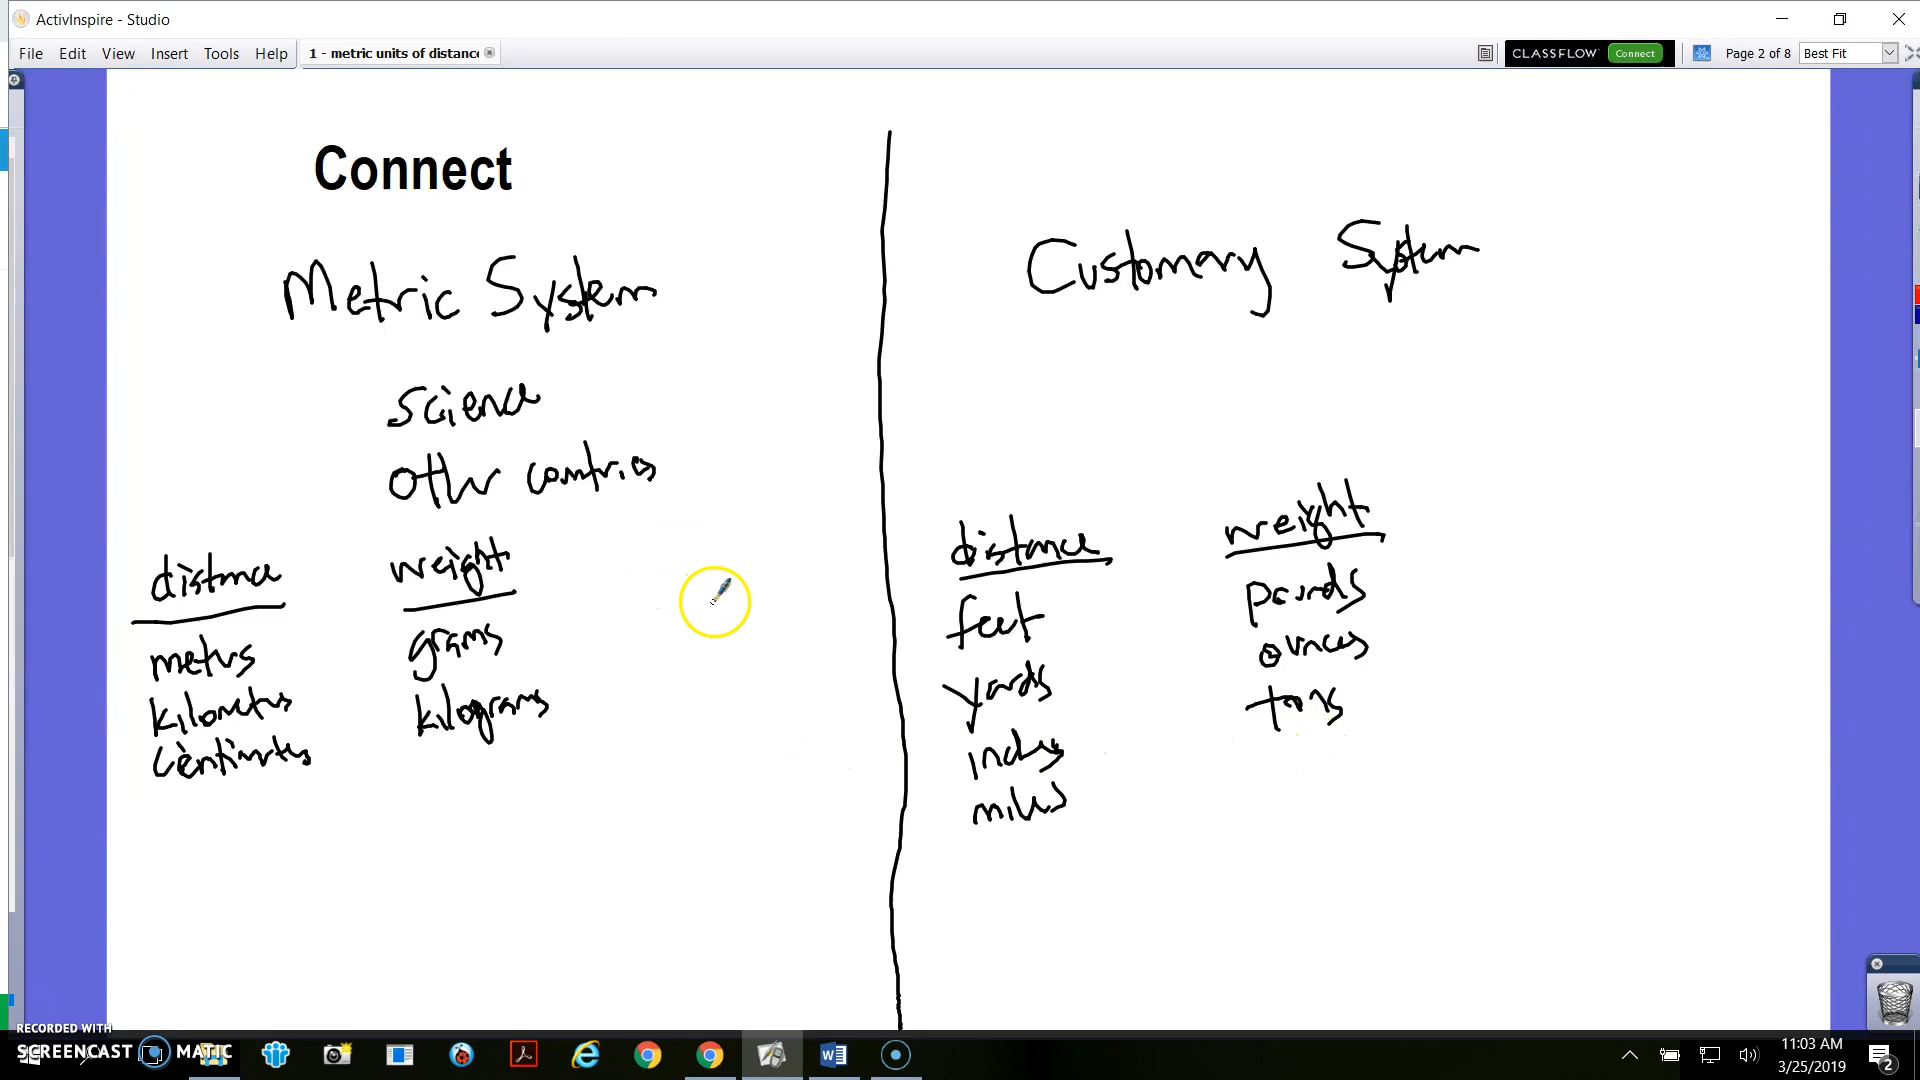 ActivInspire - Studio
File Edit View Insert Tools Help
1 - metric units of distance
CLASSFLOW Connect
Page 2 of 8
Best Fit
Connect
Metric System
science
other countries
distance
meters
kilometers
centimeters
weight
grams
kilograms
Customary System
distance
feet
yards
inches
miles
weight
pounds
ounces
tons
RECORDED WITH
SCREENCAST MATIC
11:03 AM
3/25/2019
2